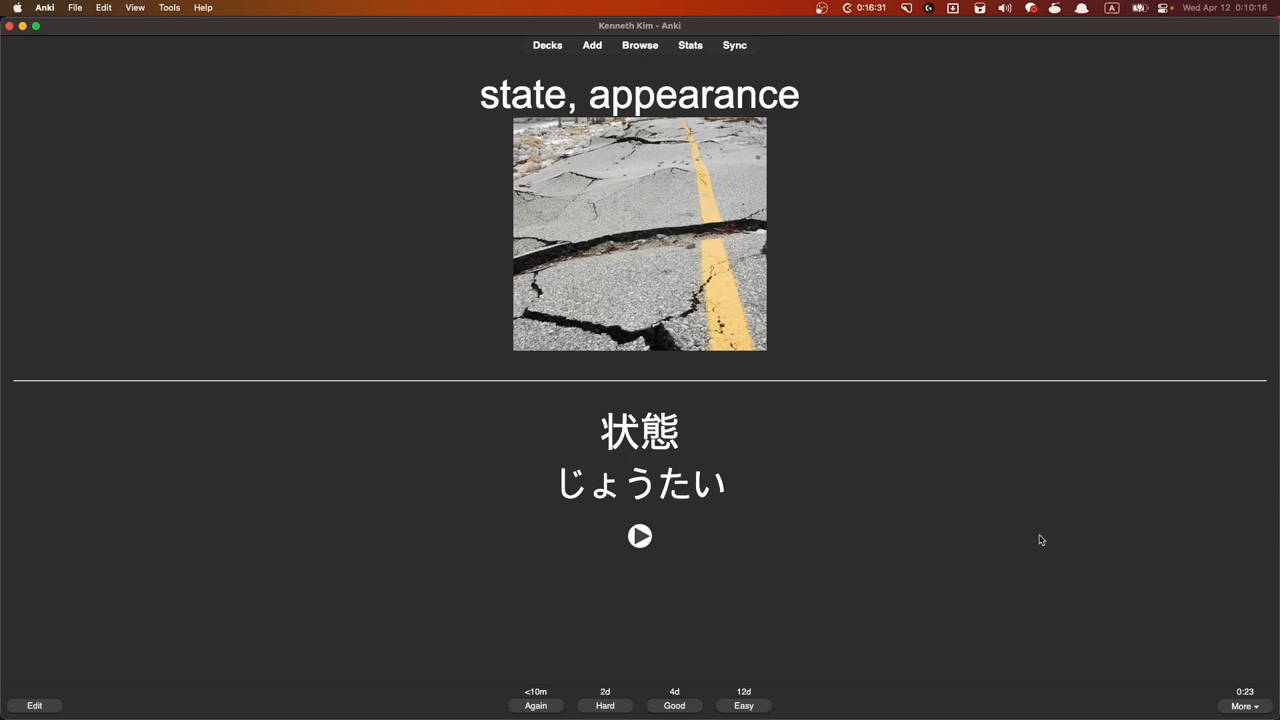 Anki File Edit View Tools Help 0:16:31 A Wed Apr 12 0:10:16
Kenneth Kim - Anki
Decks Add Browse Stats Sync
state, appearance
状態
じょうたい
<10m 2d 4d 12d 0:23
Edit Again Hard Good Easy More